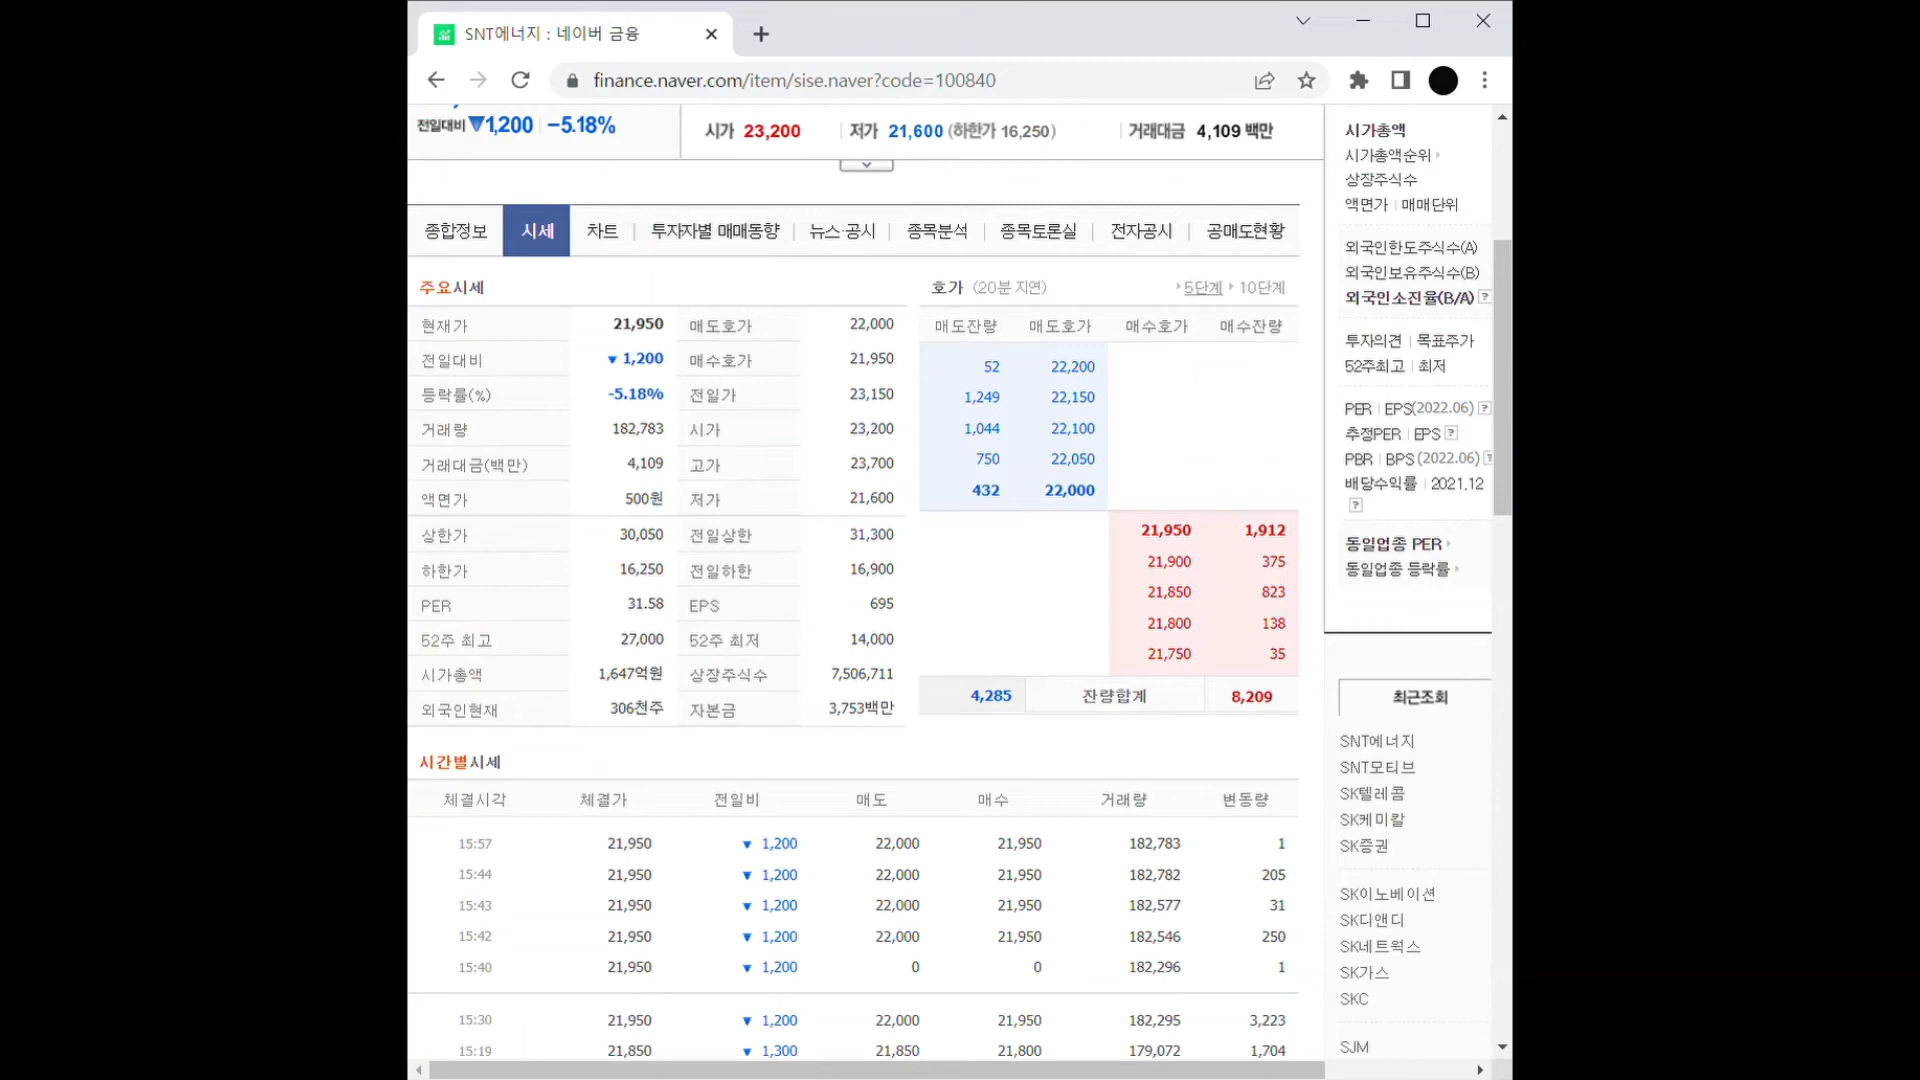 SNT에너지 : 네이버 금융
finance.naver.com/item/sise.naver?code=100840
전일대비 ▼1,200 -5.18%
시가 23,200 저가 21,600 (하한가 16,250) 거래대금 4,109 백만
종합정보 시세 차트 투자자별 매매동향 뉴스·공시 종목분석 종목토론실 전자공시 공매도현황
주요시세
현재가 21,950 매도호가 22,000
전일대비 ▼ 1,200 매수호가 21,950
등락률(%) -5.18% 전일가 23,150
거래량 182,783 시가 23,200
거래대금(백만) 4,109 고가 23,700
액면가 500원 저가 21,600
상한가 30,050 전일상한 31,300
하한가 16,250 전일하한 16,900
PER 31.58 EPS 695
52주 최고 27,000 52주 최저 14,000
시가총액 1,647억원 상장주식수 7,506,711
외국인현재 306천주 자본금 3,753백만
호가 (20분 지연) 5단계 10단계
매도잔량 매도호가 매수호가 매수잔량
52 22,200
1,249 22,150
1,044 22,100
750 22,050
432 22,000
21,950 1,912
21,900 375
21,850 823
21,800 138
21,750 35
4,285 잔량합계 8,209
시간별시세
체결시각 체결가 전일비 매도 매수 거래량 변동량
15:57 21,950 ▼ 1,200 22,000 21,950 182,783 1
15:44 21,950 ▼ 1,200 22,000 21,950 182,782 205
15:43 21,950 ▼ 1,200 22,000 21,950 182,577 31
15:42 21,950 ▼ 1,200 22,000 21,950 182,546 250
15:40 21,950 ▼ 1,200 0 0 182,296 1
15:30 21,950 ▼ 1,200 22,000 21,950 182,295 3,223
15:19 21,850 ▼ 1,300 21,850 21,800 179,072 1,704
시가총액
시가총액순위
상장주식수
액면가 매매단위
외국인한도주식수(A)
외국인보유주식수(B)
외국인소진율(B/A) ?
투자의견 목표주가
52주최고 최저
PER EPS(2022.06) ?
추정PER EPS ?
PBR BPS (2022.06) ?
배당수익률 2021.12
?
동일업종 PER
동일업종 등락률
최근조회
SNT에너지
SNT모티브
SK텔레콤
SK케미칼
SK증권
SK이노베이션
SK디앤디
SK네트웍스
SK가스
SKC
SJM